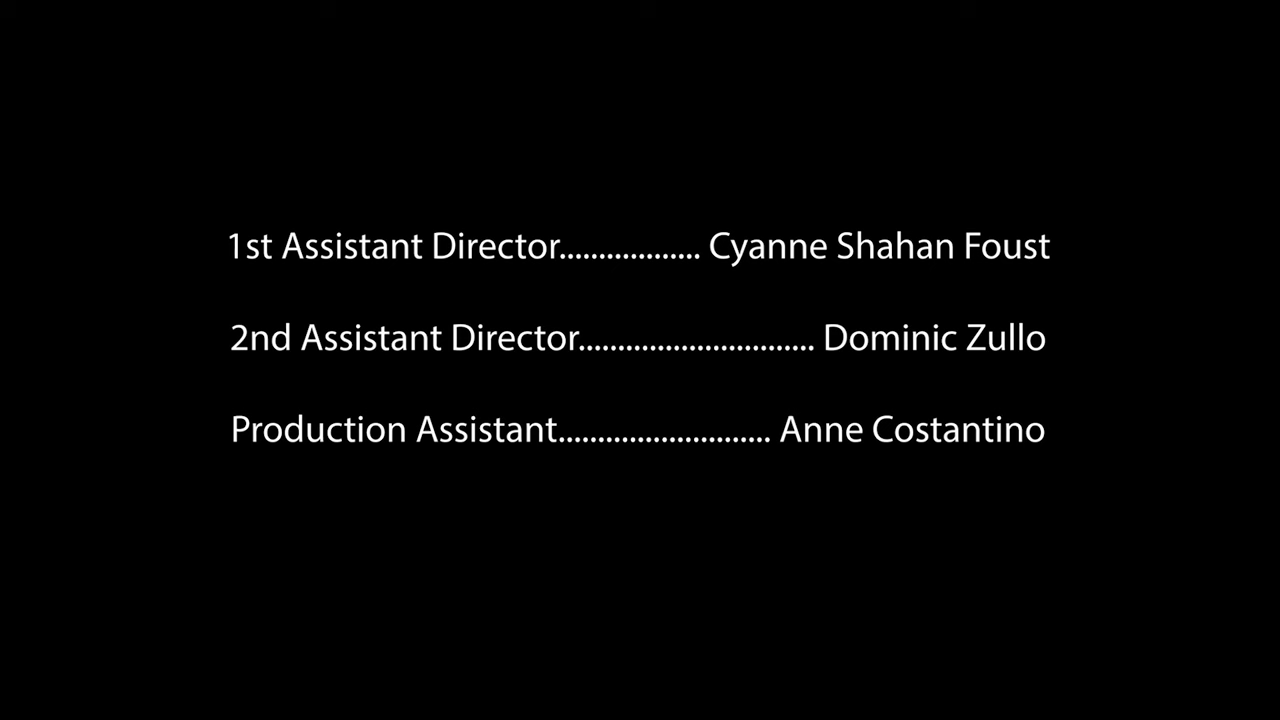 1st Assistant Director.................. Cyanne Shahan Foust
2nd Assistant Director.............................. Dominic Zullo
Production Assistant........................... Anne Costantino